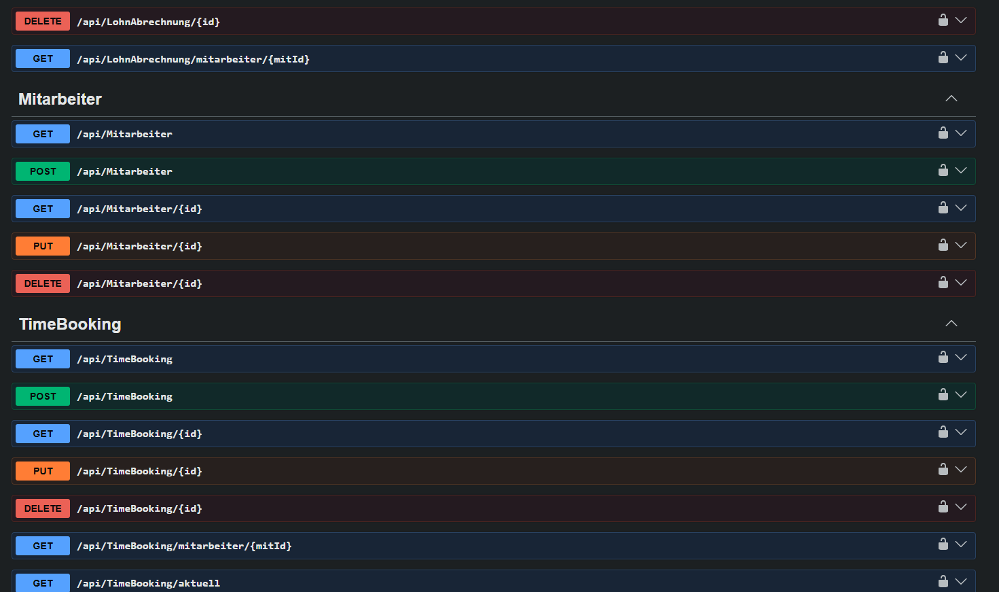 DELETE /api/LohnAbrechnung/{id}
GET /api/LohnAbrechnung/mitarbeiter/{mitId}
Mitarbeiter
GET /api/Mitarbeiter
POST /api/Mitarbeiter
GET /api/Mitarbeiter/{id}
PUT /api/Mitarbeiter/{id}
DELETE /api/Mitarbeiter/{id}
TimeBooking
GET /api/TimeBooking
POST /api/TimeBooking
GET /api/TimeBooking/{id}
PUT /api/TimeBooking/{id}
DELETE /api/TimeBooking/{id}
GET /api/TimeBooking/mitarbeiter/{mitId}
GET /api/TimeBooking/aktuell